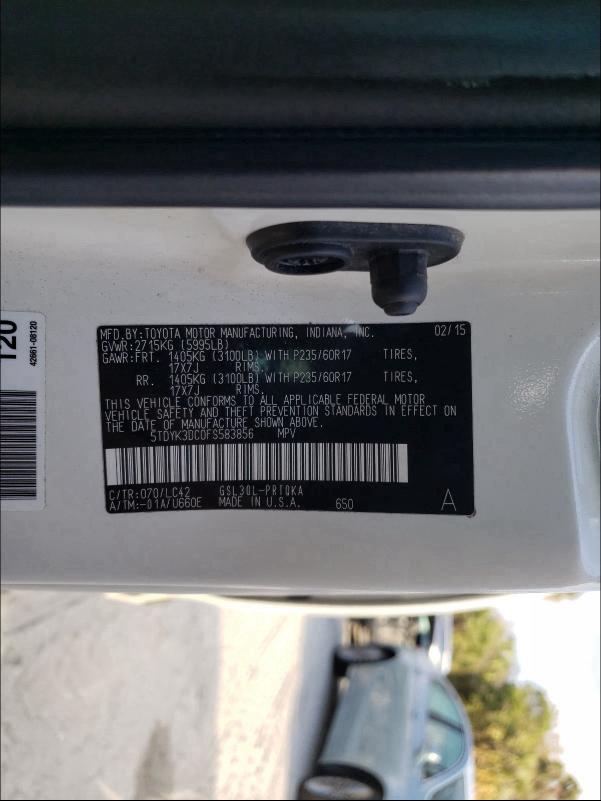 MFD.BY:TOYOTA MOTOR MANUFACTURING, INDIANA, INC. 02/15
GVWR:2715KG (5995LB)
GAWR:FRT. 1405KG (3100LB) WITH P235/60R17 TIRES,
17X7J RIMS,
RR. 1405KG (3100LB) WITH P235/60R17 TIRES,
17X7J RIMS.
THIS VEHICLE CONFORMS TO ALL APPLICABLE FEDERAL MOTOR
VEHICLE SAFETY AND THEFT PREVENTION STANDARDS IN EFFECT ON
THE DATE OF MANUFACTURE SHOWN ABOVE.
5TDYK3DC0FS583856 MPV
C/TR:070/LC42 GSL30L-PRTQKA
A/TM:-01A/U660E MADE IN U.S.A. 650 A
120
42661-08120